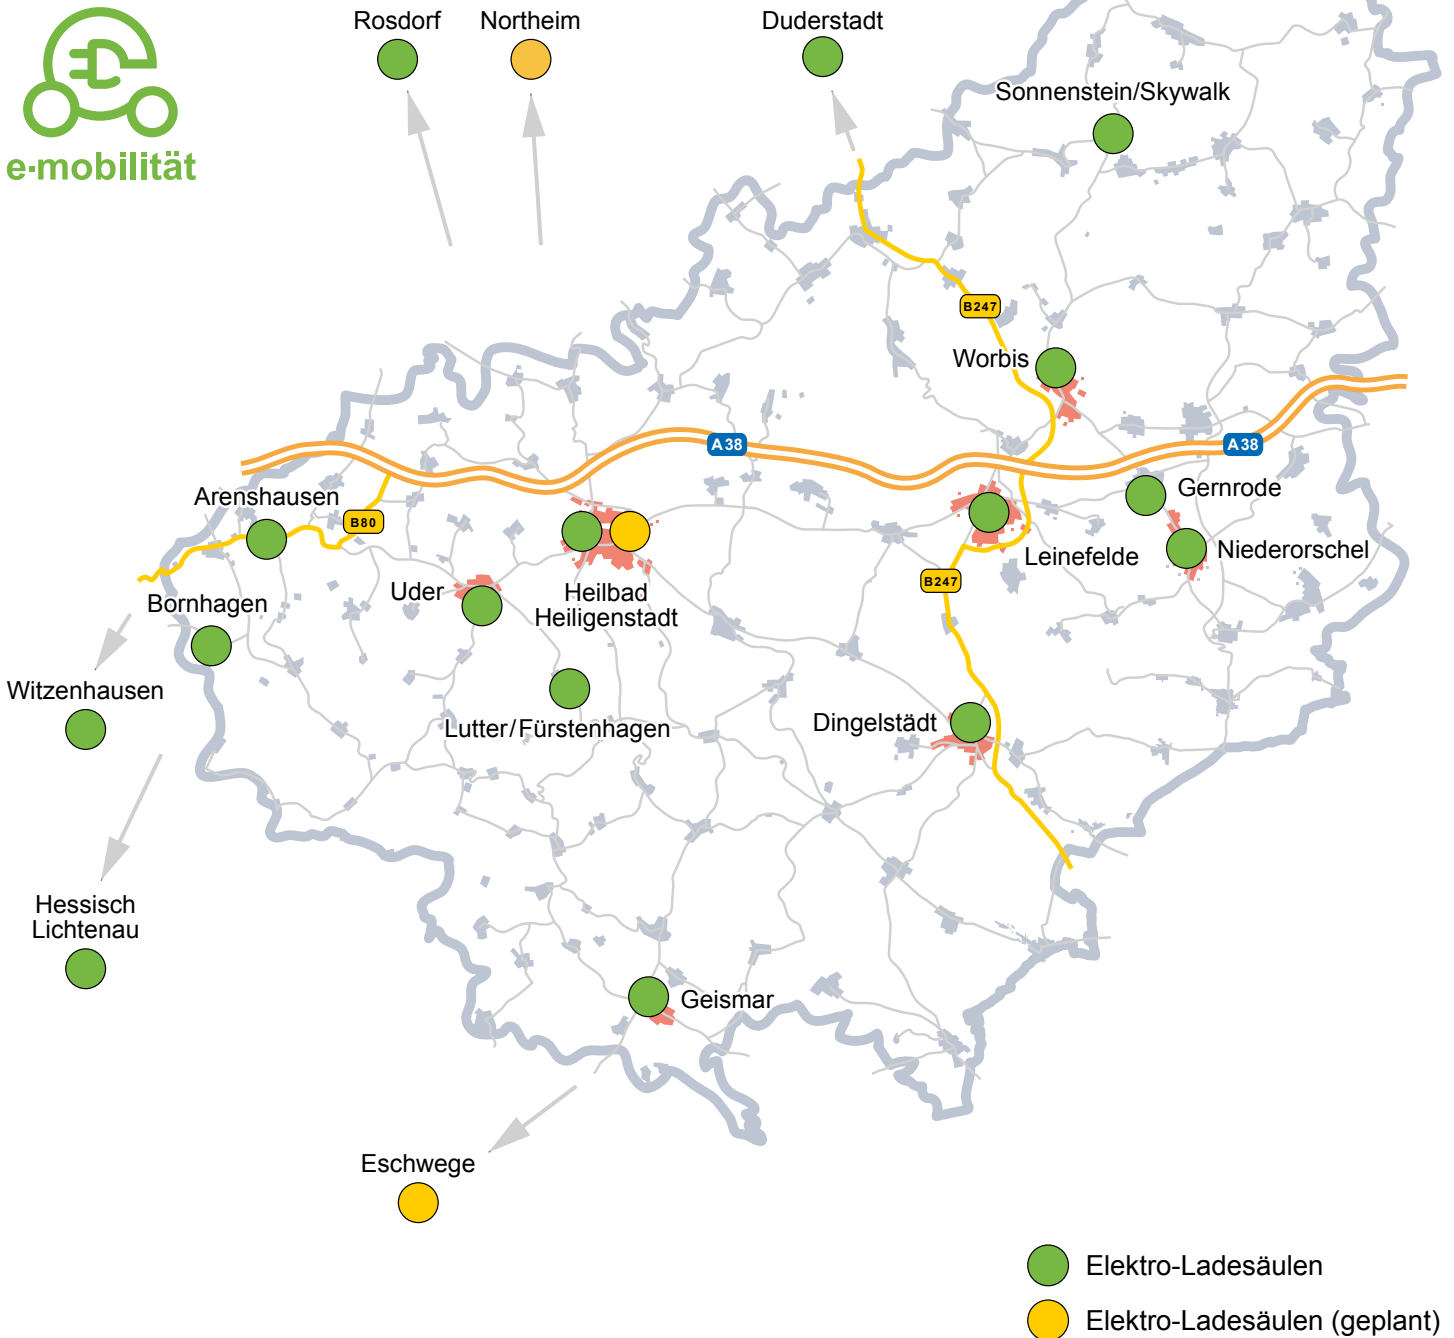 Rosdorf
Northeim
Duderstadt
Sonnenstein/Skywalk
e-mobilität
B247
Worbis
A38
A38
Arenshausen
Gernrode
B80
Leinefelde
Niederorschel
B247
Uder
Heilbad
Heiligenstadt
Bornhagen
Witzenhausen
Lutter/Fürstenhagen
Dingelstädt
Hessisch
Lichtenau
Geismar
Eschwege
Elektro-Ladesäulen
Elektro-Ladesäulen (geplant)